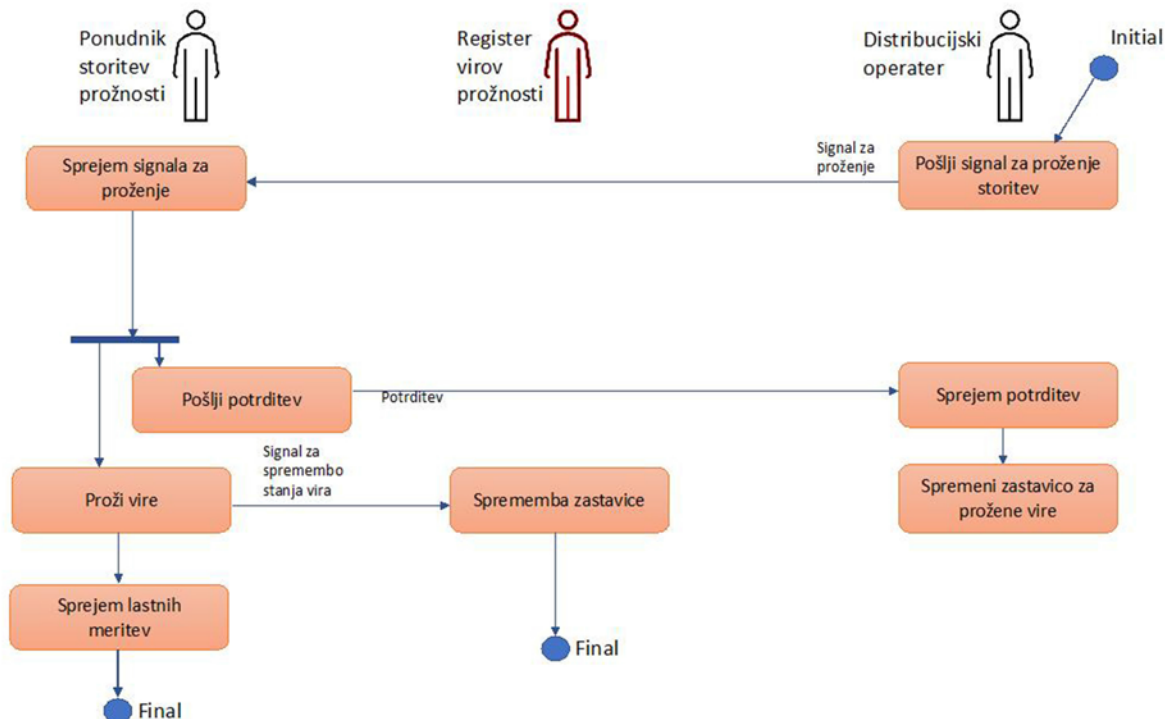 Ponudnik
storitev
prožnosti
Register
virov
prožnosti
Distribucijski
operater
Initial
Sprejem signala za
proženje
Signal za
proženje
Pošlji signal za proženje
storitev
Pošlji potrditev
Potrditev
Sprejem potrditev
Signal za
spremembo
stanja vira
Proži vire
Sprememba zastavice
Spremeni zastavico za
prožene vire
Sprejem lastnih
meritev
Final
Final